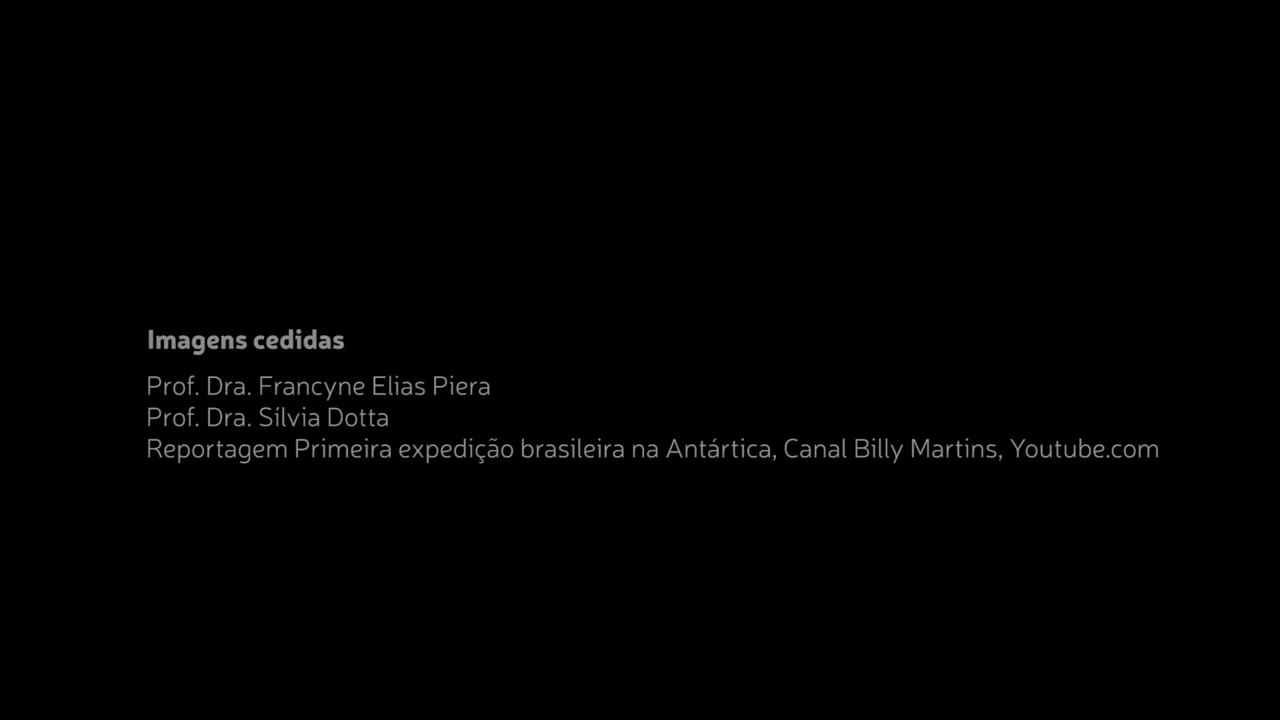 Imagens cedidas
Prof. Dra. Francyne Elias Piera
Prof. Dra. Sílvia Dotta
Reportagem Primeira expedição brasileira na Antártica, Canal Billy Martins, Youtube.com